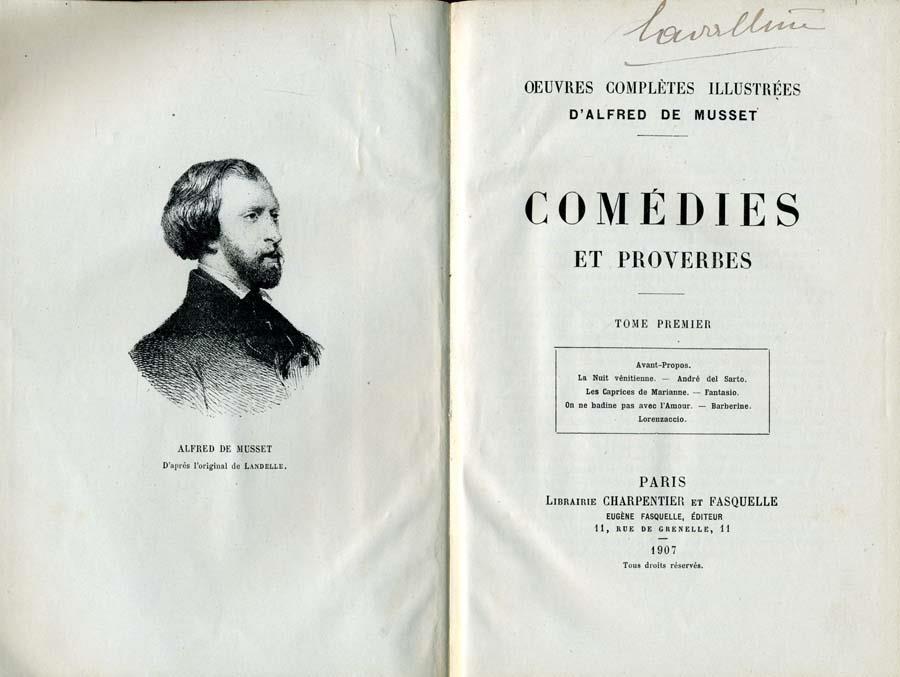 ALFRED DE MUSSET
D'après l'original de LANDELLE.
OEUVRES COMPLÈTES ILLUSTRÉES
D'ALFRED DE MUSSET
COMÉDIES
ET PROVERBES
TOME PREMIER
Avant-Propos.
La Nuit vénitienne. — André del Sarto.
Les Caprices de Marianne. — Fantasio.
On ne badine pas avec l'Amour. — Barberine.
Lorenzaccio.
PARIS
LIBRAIRIE CHARPENTIER ET FASQUELLE
EUGÈNE FASQUELLE, ÉDITEUR
11, RUE DE GRENELLE, 11
1907
Tous droits réservés.